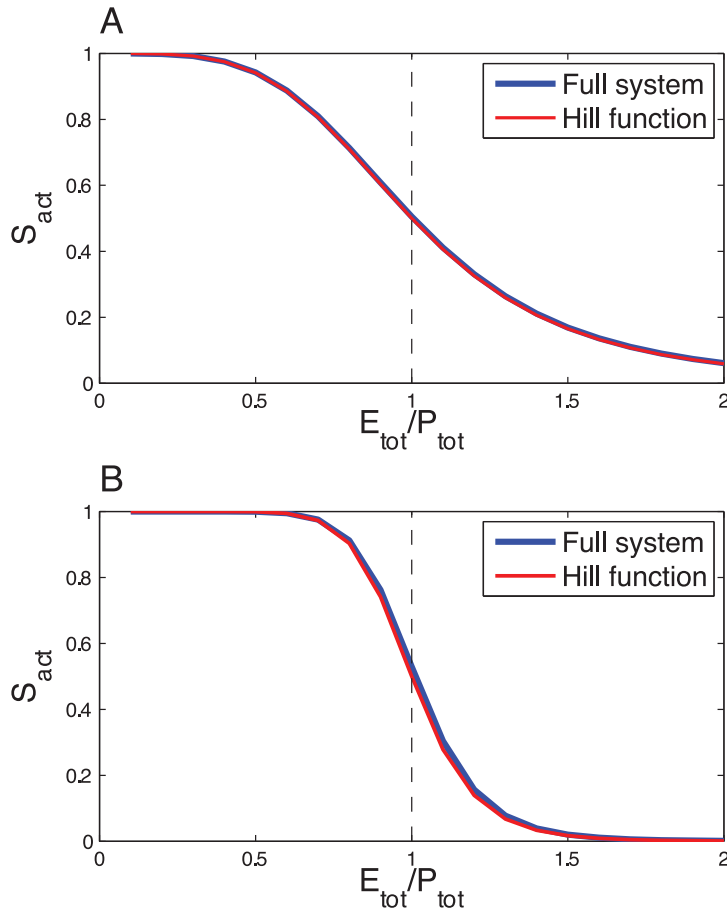 A
1
0.8
0.6
0.4
0.2
0
S_act
Full system
Hill function
0 0.5 1 1.5 2
E_tot/P_tot
B
1
0.8
0.6
0.4
0.2
0
S_act
Full system
Hill function
0 0.5 1 1.5 2
E_tot/P_tot